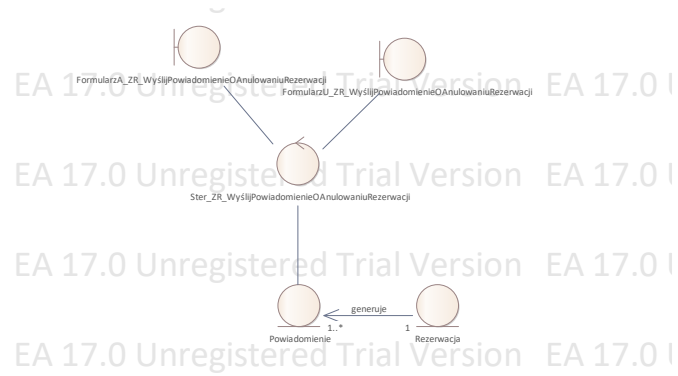 FormularzA_ZR_WyślijPowiadomienieOAnulowaniuRezerwacji
EA 17.0 Unregistered Trial Version EA 17.0 U
FormularzU_ZR_WyślijPowiadomienieOAnulowaniuRezerwacji
EA 17.0 Unregistered Trial Version EA 17.0 U
Ster_ZR_WyślijPowiadomienieOAnulowaniuRezerwacji
EA 17.0 Unregistered Trial Version EA 17.0 U
generuje
1..* 1
Powiadomienie Rezerwacja
EA 17.0 Unregistered Trial Version EA 17.0 U